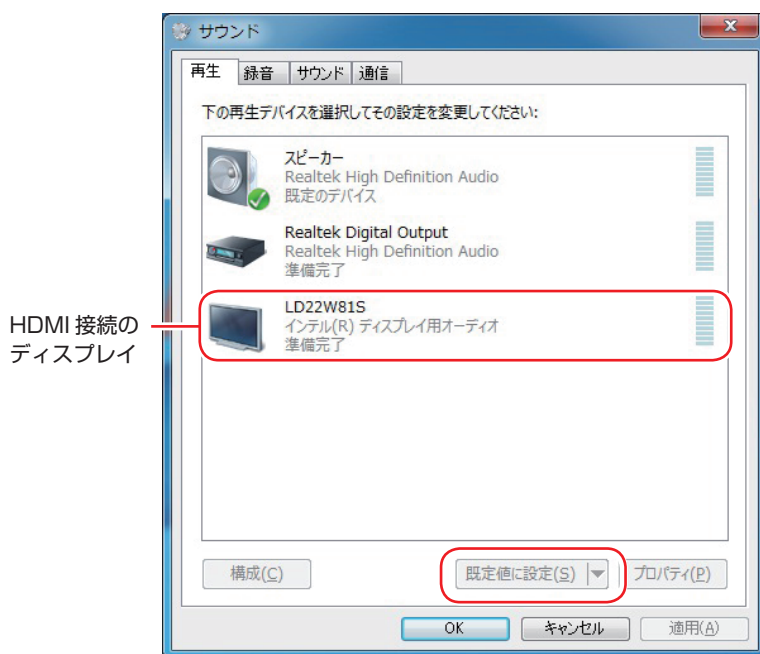 サウンド
再生 録音 サウンド 通信
下の再生デバイスを選択してその設定を変更してください:
スピーカー
Realtek High Definition Audio
既定のデバイス
Realtek Digital Output
Realtek High Definition Audio
準備完了
HDMI 接続の
ディスプレイ
LD22W81S
インテル(R) ディスプレイ用オーディオ
準備完了
構成(C) 既定値に設定(S) プロパティ(P)
OK キャンセル 適用(A)